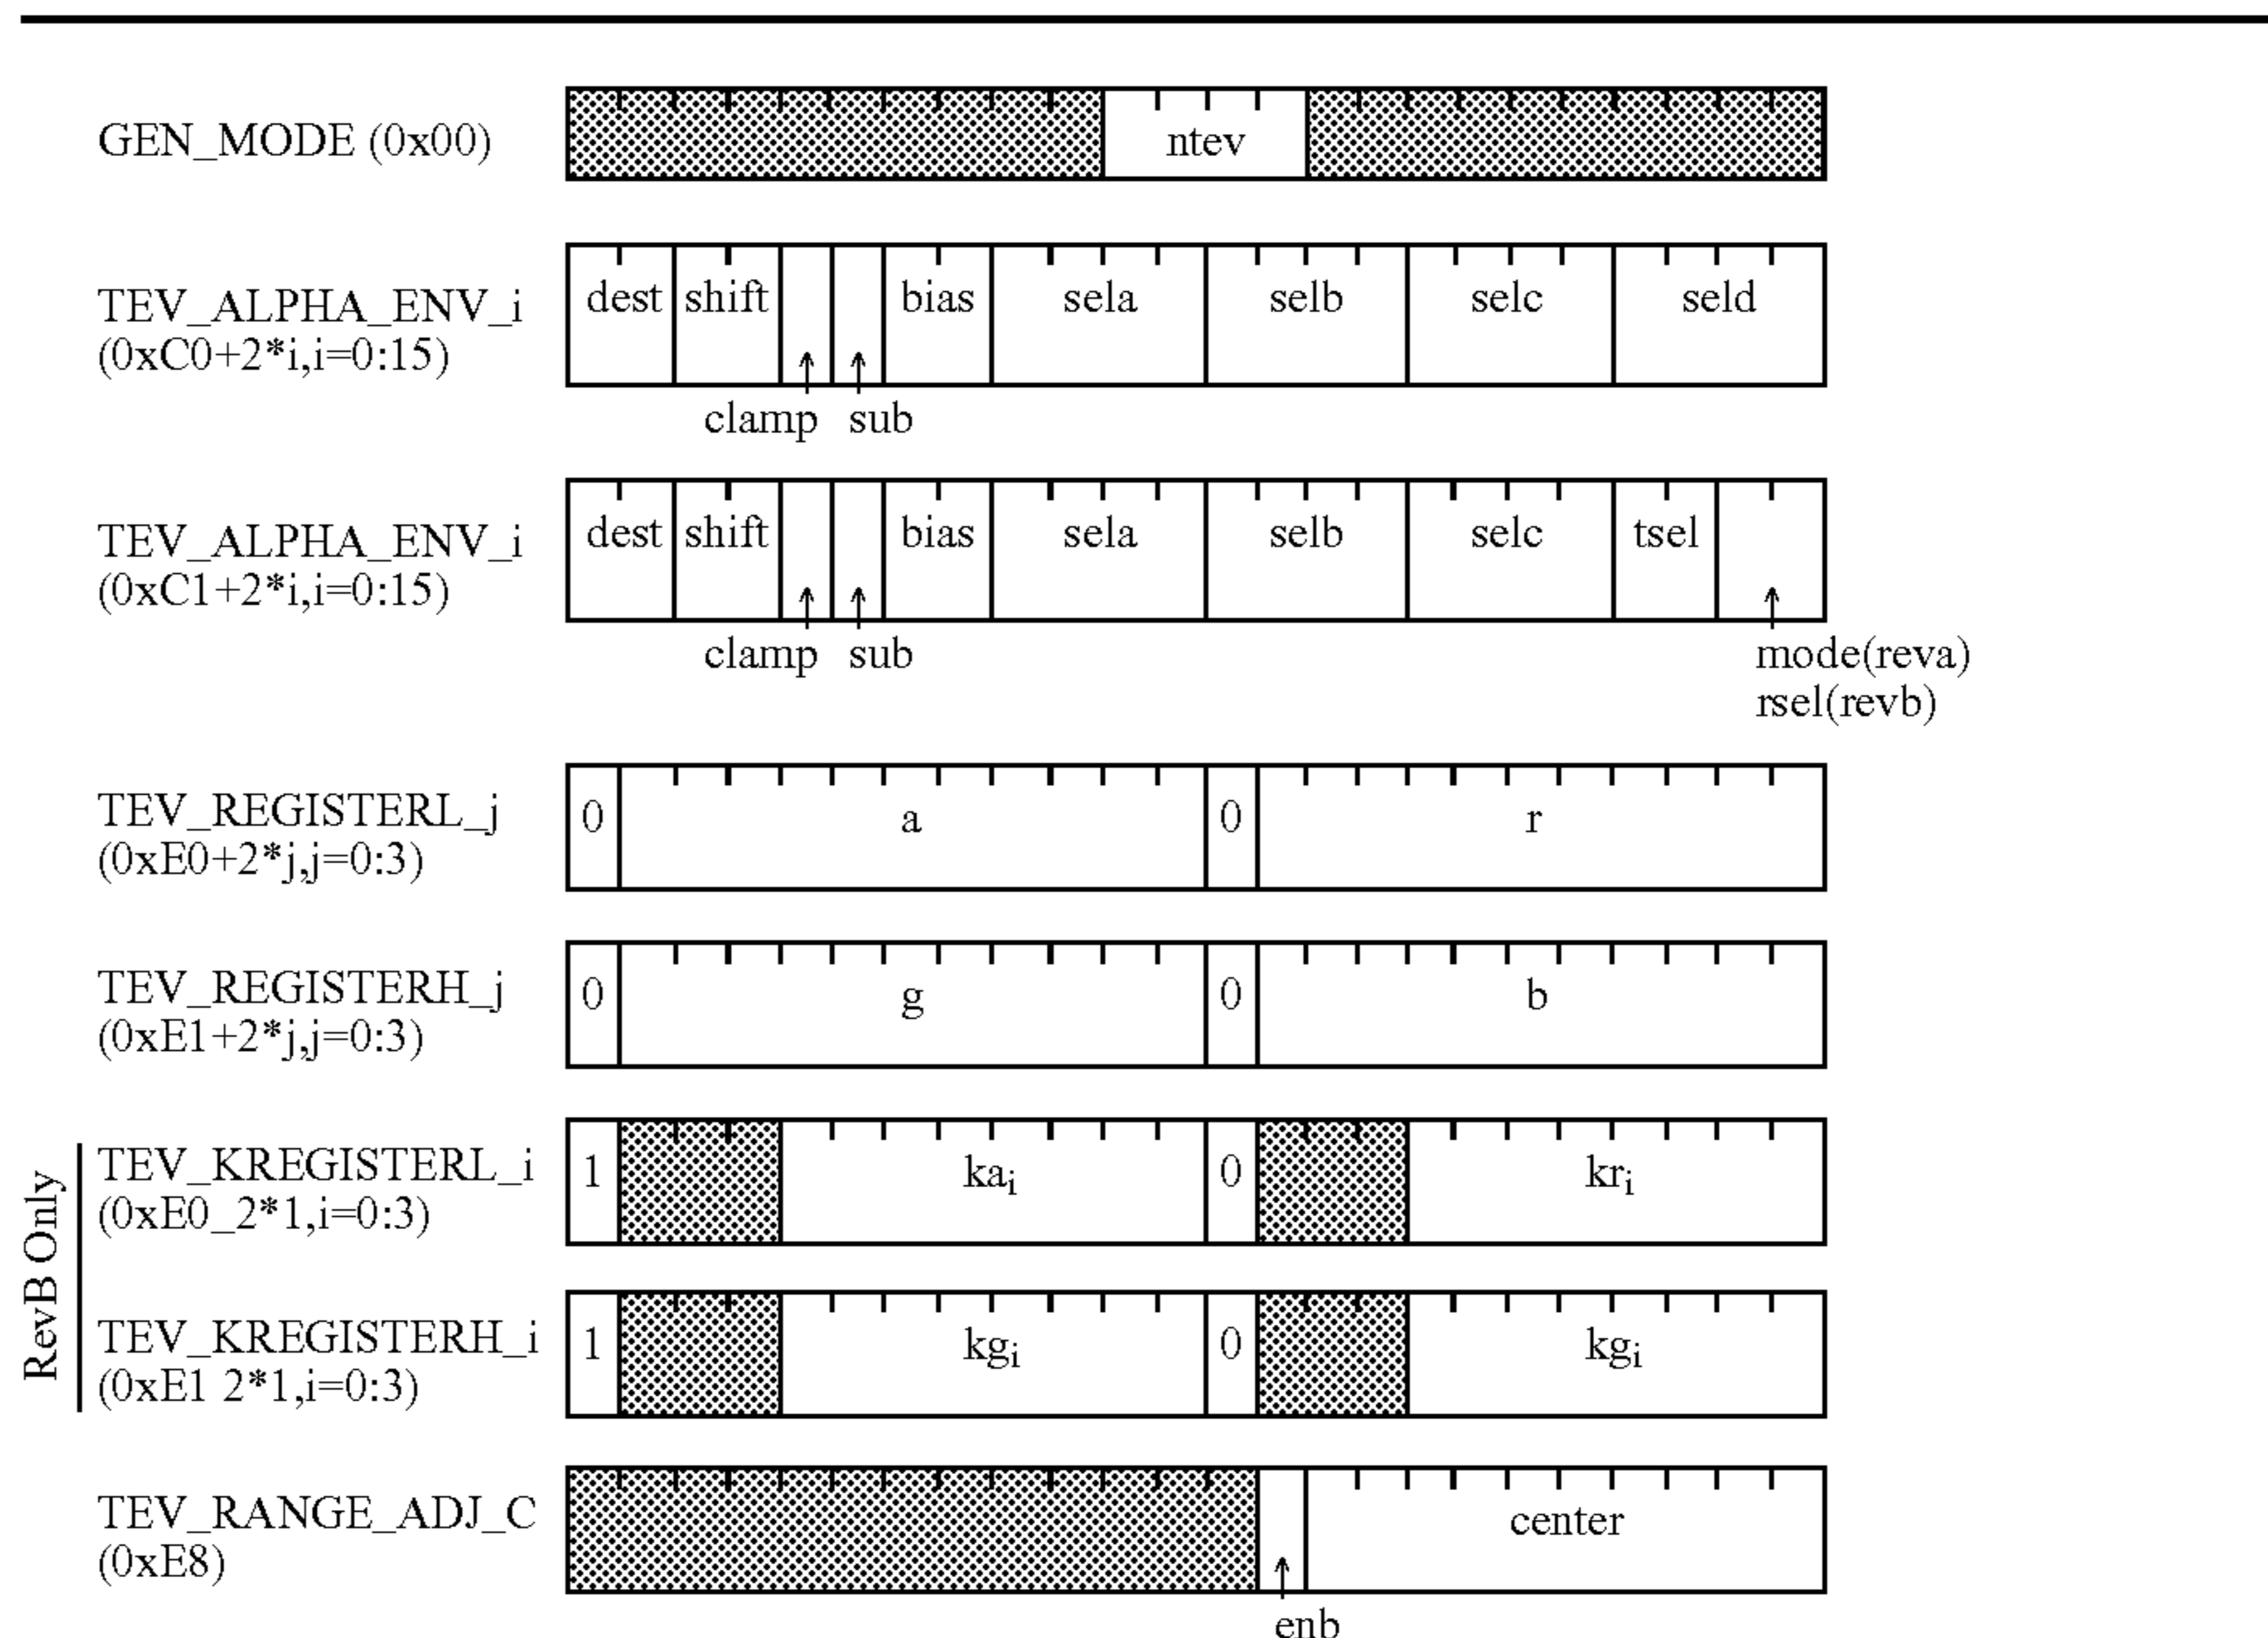 GEN_MODE (0x00)
ntev
TEV_ALPHA_ENV_i
(0xC0+2*i,i=0:15)
dest shift bias sela selb selc seld
clamp sub
TEV_ALPHA_ENV_i
(0xC1+2*i,i=0:15)
dest shift bias sela selb selc tsel
clamp sub
mode(reva)
rsel(revb)
TEV_REGISTERL_j
(0xE0+2*j,j=0:3)
0 a 0 r
TEV_REGISTERH_j
(0xE1+2*j,j=0:3)
0 g 0 b
RevB Only
TEV_KREGISTERL_i
(0xE0_2*1,i=0:3)
1 kai 0 kri
TEV_KREGISTERH_i
(0xE1 2*1,i=0:3)
1 kgi 0 kgi
TEV_RANGE_ADJ_C
(0xE8)
center
enb